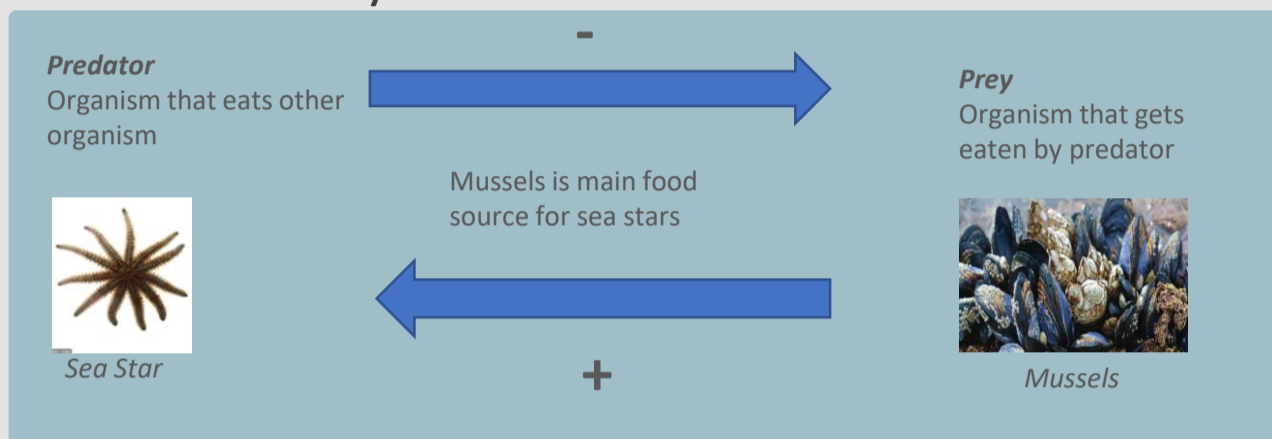 -
Predator
Organism that eats other
organism
Prey
Organism that gets
eaten by predator
Mussels is main food
source for sea stars
Sea Star
+
Mussels